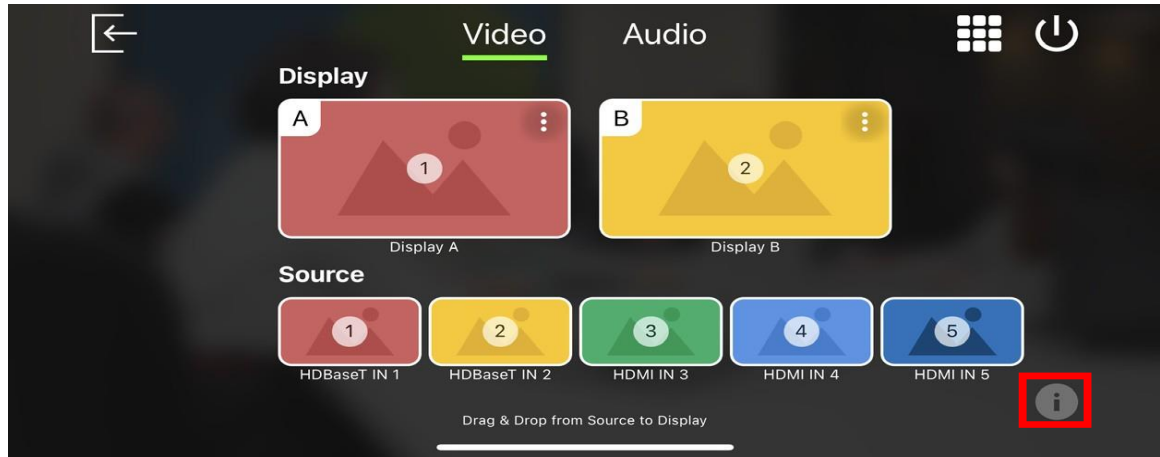 Video Audio
Display
A
1
B
2
Display A Display B
Source
1 2 3 4 5
HDBaseT IN 1 HDBaseT IN 2 HDMI IN 3 HDMI IN 4 HDMI IN 5
i
Drag & Drop from Source to Display